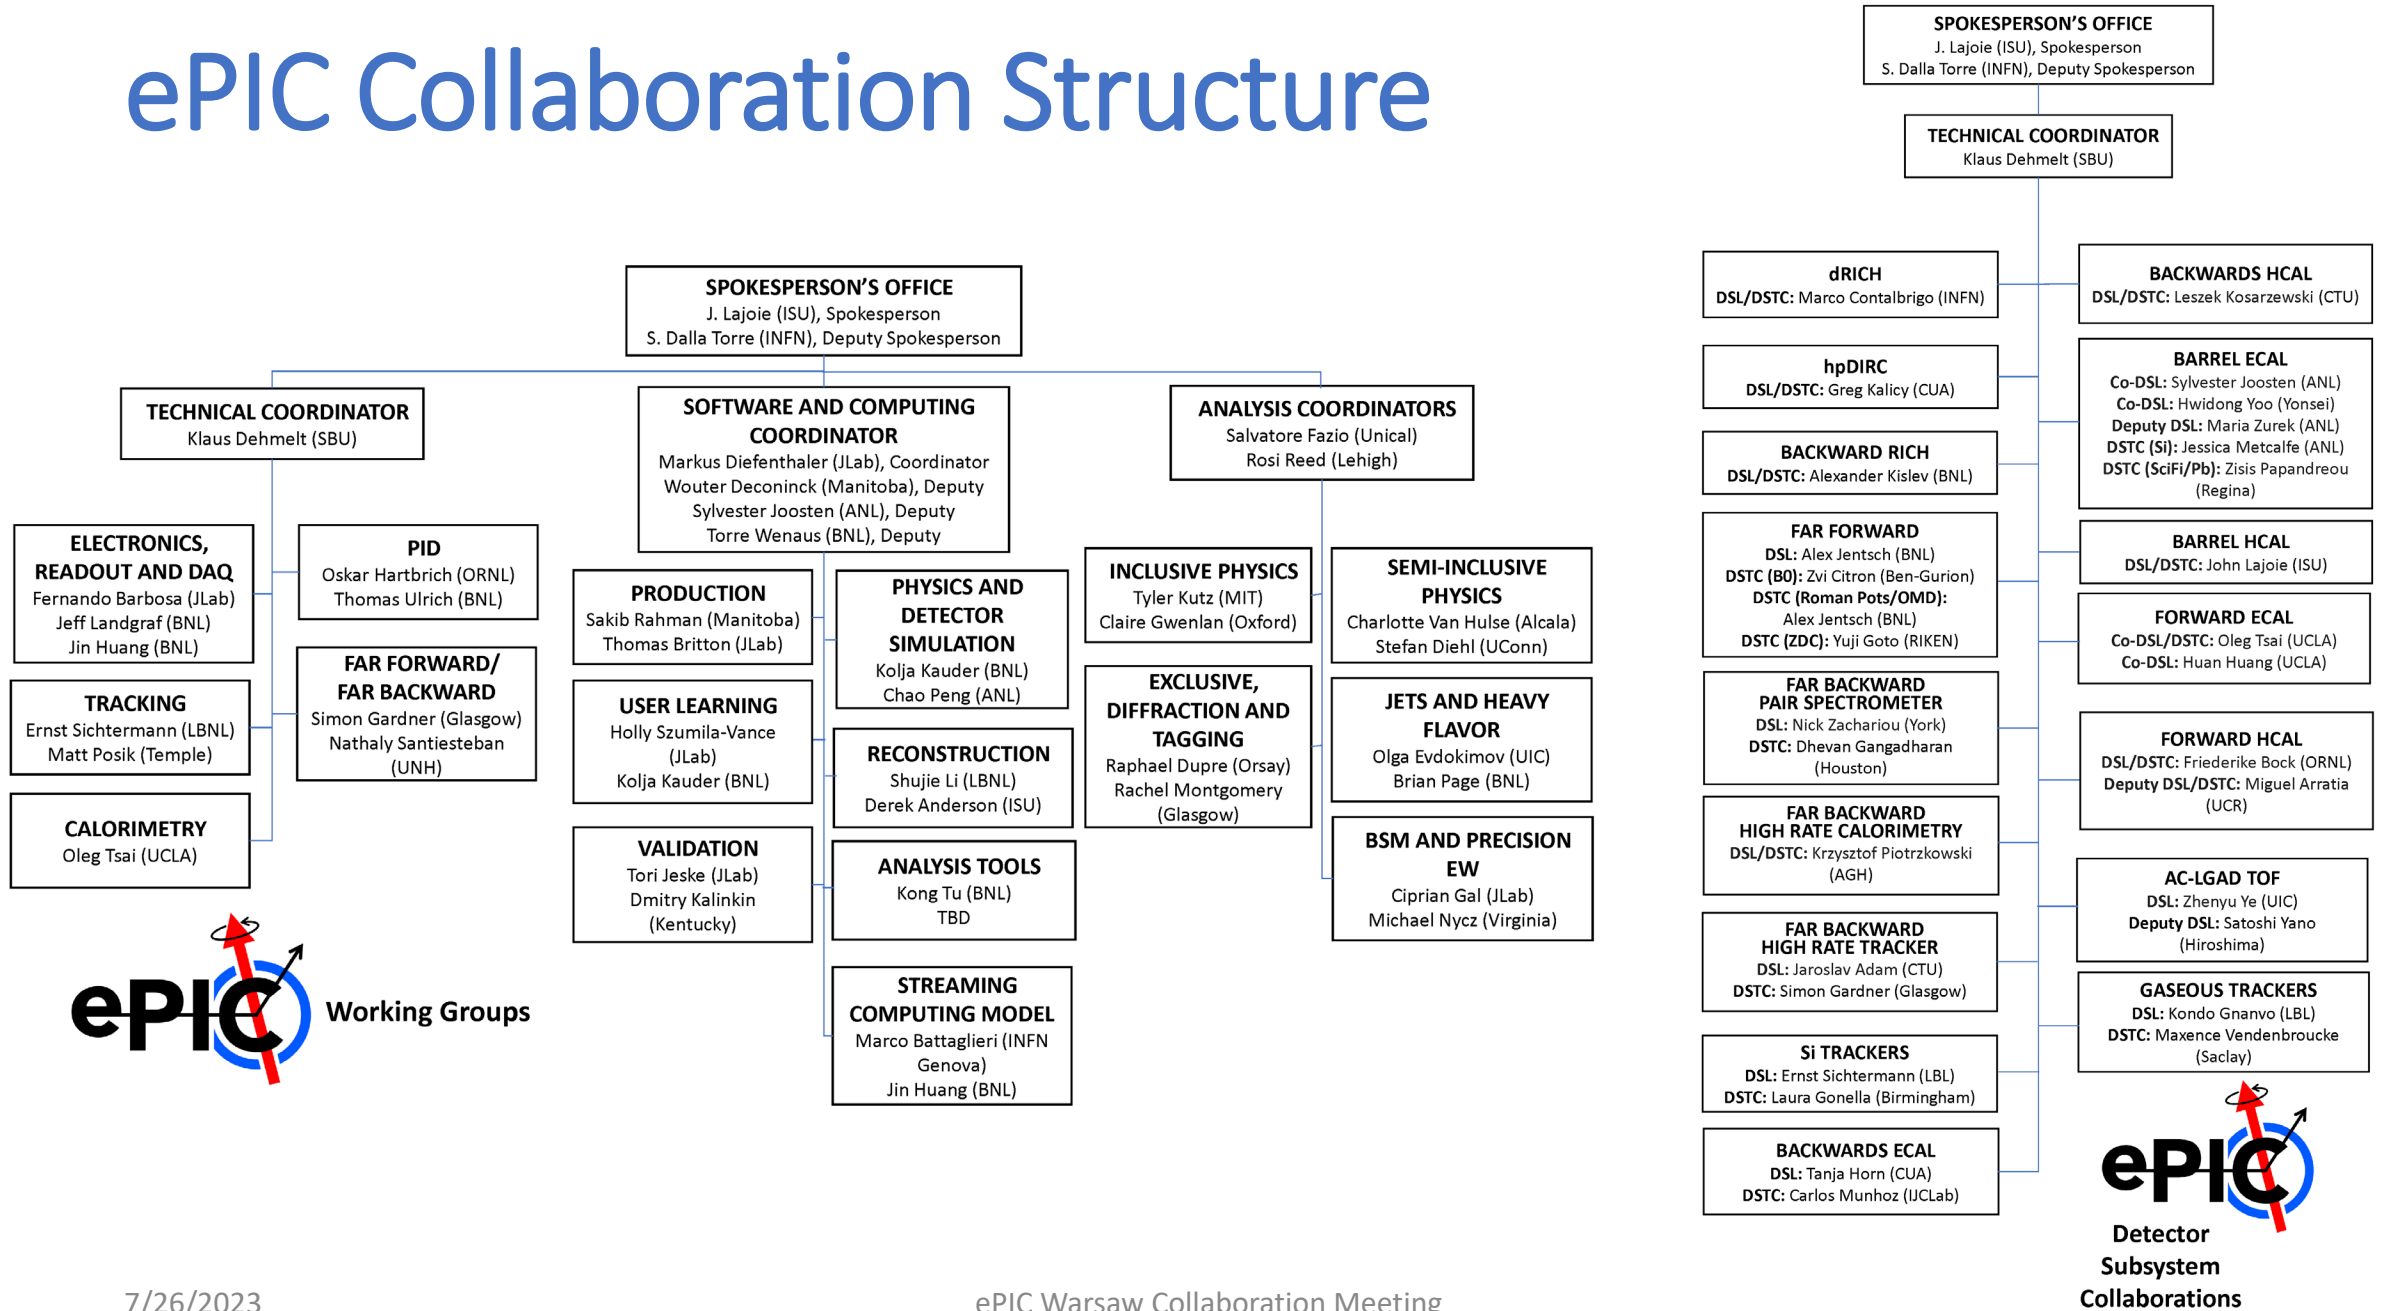 ePIC Collaboration Structure
SPOKESPERSON'S OFFICE
J. Lajoie (ISU), Spokesperson
S. Dalla Torre (INFN), Deputy Spokesperson
TECHNICAL COORDINATOR
Klaus Dehmelt (SBU)
ELECTRONICS,
READOUT AND DAQ
Fernando Barbosa (JLab)
Jeff Landgraf (BNL)
Jin Huang (BNL)
PID
Oskar Hartbrich (ORNL)
Thomas Ulrich (BNL)
TRACKING
Ernst Sichtermann (LBNL)
Matt Posik (Temple)
FAR FORWARD/
FAR BACKWARD
Simon Gardner (Glasgow)
Nathaly Santiesteban
(UNH)
CALORIMETRY
Oleg Tsai (UCLA)
SOFTWARE AND COMPUTING
COORDINATOR
Markus Diefenthaler (JLab), Coordinator
Wouter Deconinck (Manitoba), Deputy
Sylvester Joosten (ANL), Deputy
Torre Wenaus (BNL), Deputy
PRODUCTION
Sakib Rahman (Manitoba)
Thomas Britton (JLab)
PHYSICS AND
DETECTOR
SIMULATION
Kolja Kauder (BNL)
Chao Peng (ANL)
USER LEARNING
Holly Szumila-Vance
(JLab)
Kolja Kauder (BNL)
RECONSTRUCTION
Shujie Li (LBNL)
Derek Anderson (ISU)
VALIDATION
Tori Jeske (JLab)
Dmitry Kalinkin
(Kentucky)
ANALYSIS TOOLS
Kong Tu (BNL)
TBD
STREAMING
COMPUTING MODEL
Marco Battaglieri (INFN
Genova)
Jin Huang (BNL)
ANALYSIS COORDINATORS
Salvatore Fazio (Unical)
Rosi Reed (Lehigh)
INCLUSIVE PHYSICS
Tyler Kutz (MIT)
Claire Gwenlan (Oxford)
SEMI-INCLUSIVE
PHYSICS
Charlotte Van Hulse (Alcala)
Stefan Diehl (UConn)
EXCLUSIVE,
DIFFRACTION AND
TAGGING
Raphael Dupre (Orsay)
Rachel Montgomery
(Glasgow)
JETS AND HEAVY
FLAVOR
Olga Evdokimov (UIC)
Brian Page (BNL)
BSM AND PRECISION
EW
Ciprian Gal (JLab)
Michael Nycz (Virginia)
ePIC
Working Groups
SPOKESPERSON'S OFFICE
J. Lajoie (ISU), Spokesperson
S. Dalla Torre (INFN), Deputy Spokesperson
TECHNICAL COORDINATOR
Klaus Dehmelt (SBU)
dRICH
DSL/DSTC: Marco Contalbrigo (INFN)
hpDIRC
DSL/DSTC: Greg Kalicy (CUA)
BACKWARD RICH
DSL/DSTC: Alexander Kislev (BNL)
FAR FORWARD
DSL: Alex Jentsch (BNL)
DSTC (B0): Zvi Citron (Ben-Gurion)
DSTC (Roman Pots/OMD):
Alex Jentsch (BNL)
DSTC (ZDC): Yuji Goto (RIKEN)
FAR BACKWARD
PAIR SPECTROMETER
DSL: Nick Zachariou (York)
DSTC: Dhevan Gangadharan
(Houston)
FAR BACKWARD
HIGH RATE CALORIMETRY
DSL/DSTC: Krzysztof Piotrzkowski
(AGH)
FAR BACKWARD
HIGH RATE TRACKER
DSL: Jaroslav Adam (CTU)
DSTC: Simon Gardner (Glasgow)
Si TRACKERS
DSL: Ernst Sichtermann (LBL)
DSTC: Laura Gonella (Birmingham)
BACKWARDS ECAL
DSL: Tanja Horn (CUA)
DSTC: Carlos Munhoz (IJCLab)
BACKWARDS HCAL
DSL/DSTC: Leszek Kosarzewski (CTU)
BARREL ECAL
Co-DSL: Sylvester Joosten (ANL)
Co-DSL: Hwidong Yoo (Yonsei)
Deputy DSL: Maria Zurek (ANL)
DSTC (Si): Jessica Metcalfe (ANL)
DSTC (SciFi/Pb): Zisis Papandreou
(Regina)
BARREL HCAL
DSL/DSTC: John Lajoie (ISU)
FORWARD ECAL
Co-DSL/DSTC: Oleg Tsai (UCLA)
Co-DSL: Huan Huang (UCLA)
FORWARD HCAL
DSL/DSTC: Friederike Bock (ORNL)
Deputy DSL/DSTC: Miguel Arratia
(UCR)
AC-LGAD TOF
DSL: Zhenyu Ye (UIC)
Deputy DSL: Satoshi Yano
(Hiroshima)
GASEOUS TRACKERS
DSL: Kondo Gnanvo (LBL)
DSTC: Maxence Vendenbroucke
(Saclay)
ePIC
Detector
Subsystem
Collaborations
7/26/2023
ePIC Warsaw Collaboration Meeting